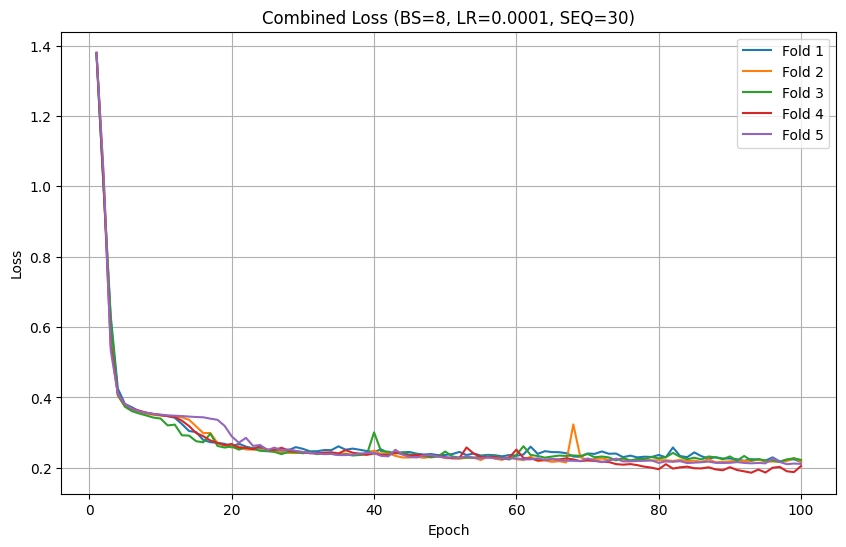 Combined Loss (BS=8, LR=0.0001, SEQ=30)
Fold 1
Fold 2
Fold 3
Fold 4
Fold 5
Loss
1.4
1.2
1.0
0.8
0.6
0.4
0.2
0 20 40 60 80 100
Epoch